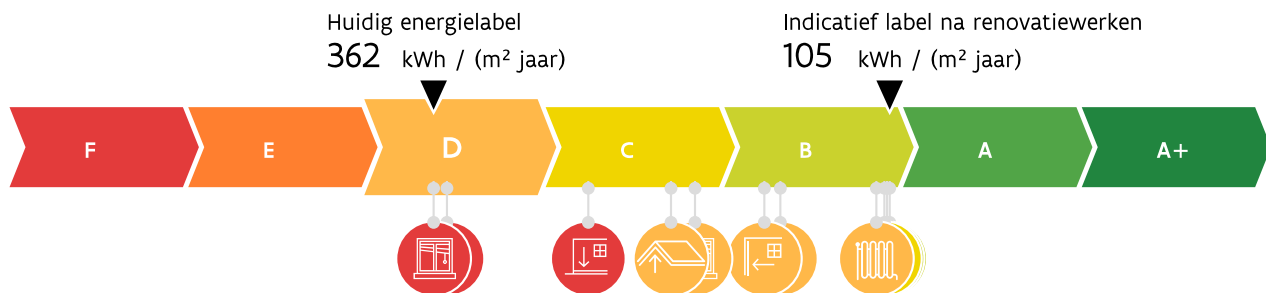 Huidig energielabel
362 kWh / (m² jaar)
Indicatief label na renovatiewerken
105 kWh / (m² jaar)
F E D C B A A+